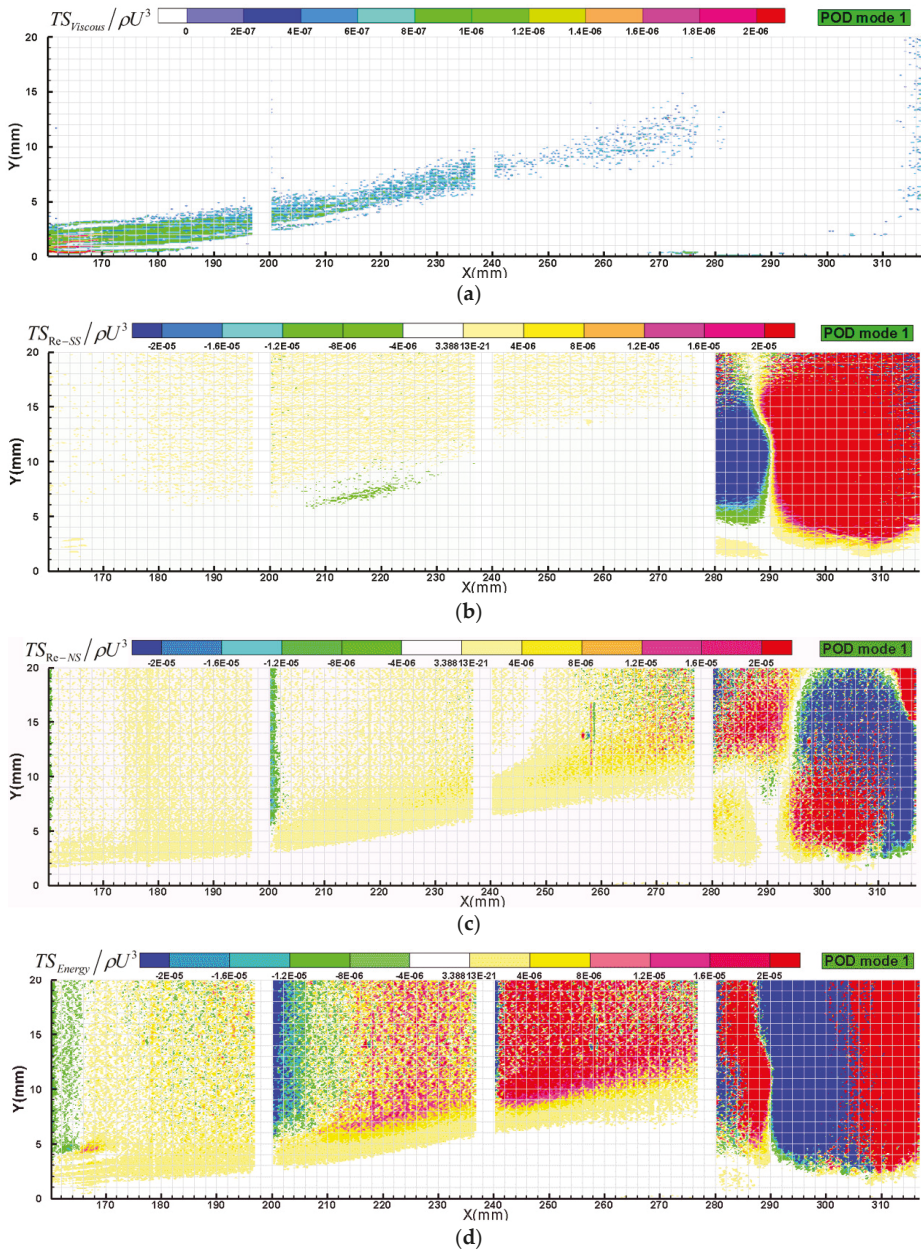 TS_Viscous / ρU³ POD mode 1
0 2E-07 4E-07 6E-07 8E-07 1E-06 1.2E-06 1.4E-06 1.6E-06 1.8E-06 2E-06
20
15
Y(mm)
10
5
0
170 180 190 200 210 220 230 240 250 260 270 280 290 300 310
X(mm)
(a)
TS_Re-SS / ρU³ POD mode 1
-2E-05 -1.6E-05 -1.2E-05 -8E-06 -4E-06 3.38813E-21 4E-06 8E-06 1.2E-05 1.6E-05 2E-05
20
15
Y(mm)
10
5
0
170 180 190 200 210 220 230 240 250 260 270 280 290 300 310
X(mm)
(b)
TS_Re-NS / ρU³ POD mode 1
-2E-05 -1.6E-05 -1.2E-05 -8E-06 -4E-06 3.38813E-21 4E-06 8E-06 1.2E-05 1.6E-05 2E-05
20
15
Y(mm)
10
5
0
170 180 190 200 210 220 230 240 250 260 270 280 290 300 310
X(mm)
(c)
TS_Energy / ρU³ POD mode 1
-2E-05 -1.6E-05 -1.2E-05 -8E-06 -4E-06 3.38813E-21 4E-06 8E-06 1.2E-05 1.6E-05 2E-05
20
15
Y(mm)
10
5
0
170 180 190 200 210 220 230 240 250 260 270 280 290 300 310
X(mm)
(d)